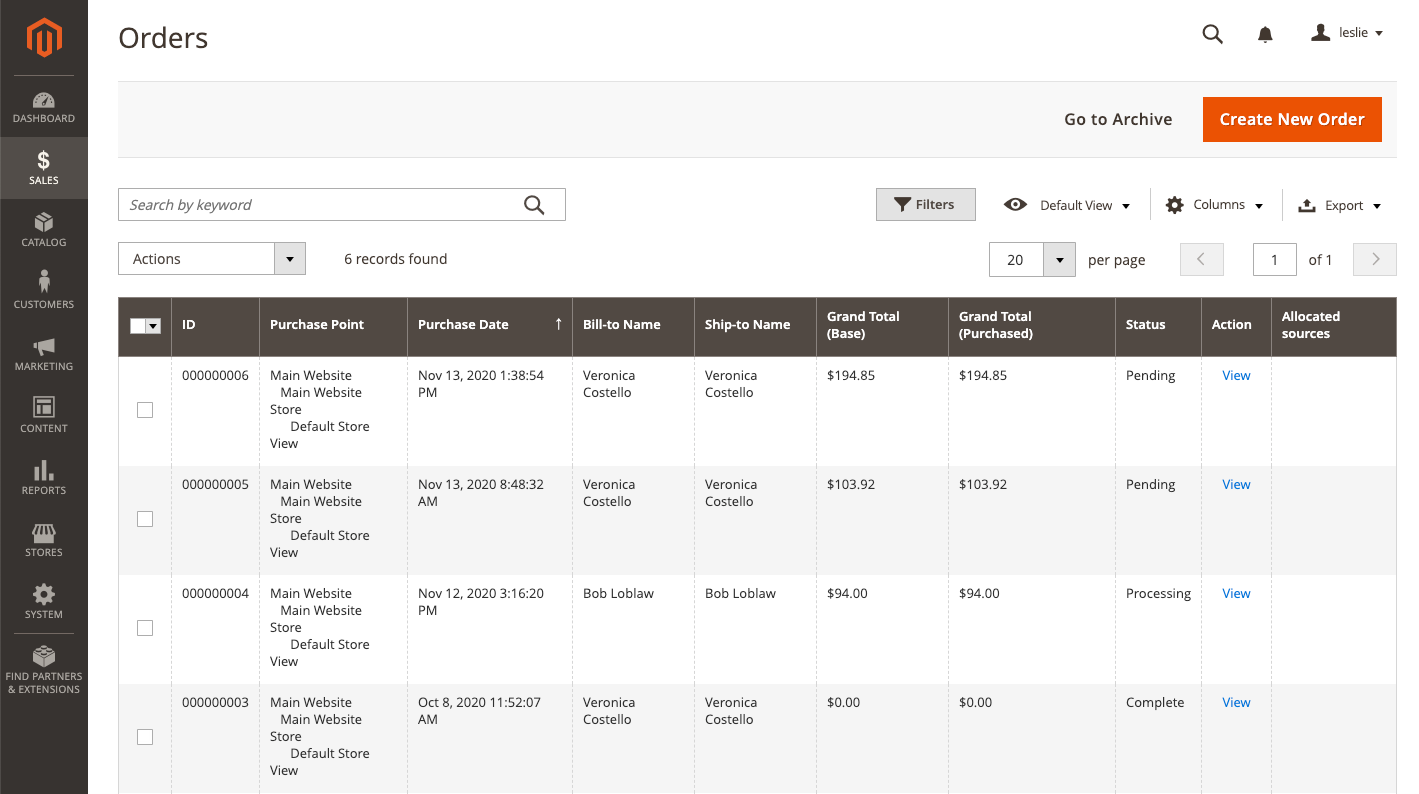 Orders
leslie
DASHBOARD
SALES
CATALOG
CUSTOMERS
MARKETING
CONTENT
REPORTS
STORES
SYSTEM
FIND PARTNERS
& EXTENSIONS
Go to Archive
Create New Order
Search by keyword
Filters
Default View
Columns
Export
Actions
6 records found
20
per page
1
of 1
ID
Purchase Point
Purchase Date ↑
Bill-to Name
Ship-to Name
Grand Total
(Base)
Grand Total
(Purchased)
Status
Action
Allocated
sources
000000006
Main Website
Main Website
Store
Default Store
View
Nov 13, 2020 1:38:54
PM
Veronica
Costello
Veronica
Costello
$194.85
$194.85
Pending
View
000000005
Main Website
Main Website
Store
Default Store
View
Nov 13, 2020 8:48:32
AM
Veronica
Costello
Veronica
Costello
$103.92
$103.92
Pending
View
000000004
Main Website
Main Website
Store
Default Store
View
Nov 12, 2020 3:16:20
PM
Bob Loblaw
Bob Loblaw
$94.00
$94.00
Processing
View
000000003
Main Website
Main Website
Store
Default Store
View
Oct 8, 2020 11:52:07
AM
Veronica
Costello
Veronica
Costello
$0.00
$0.00
Complete
View